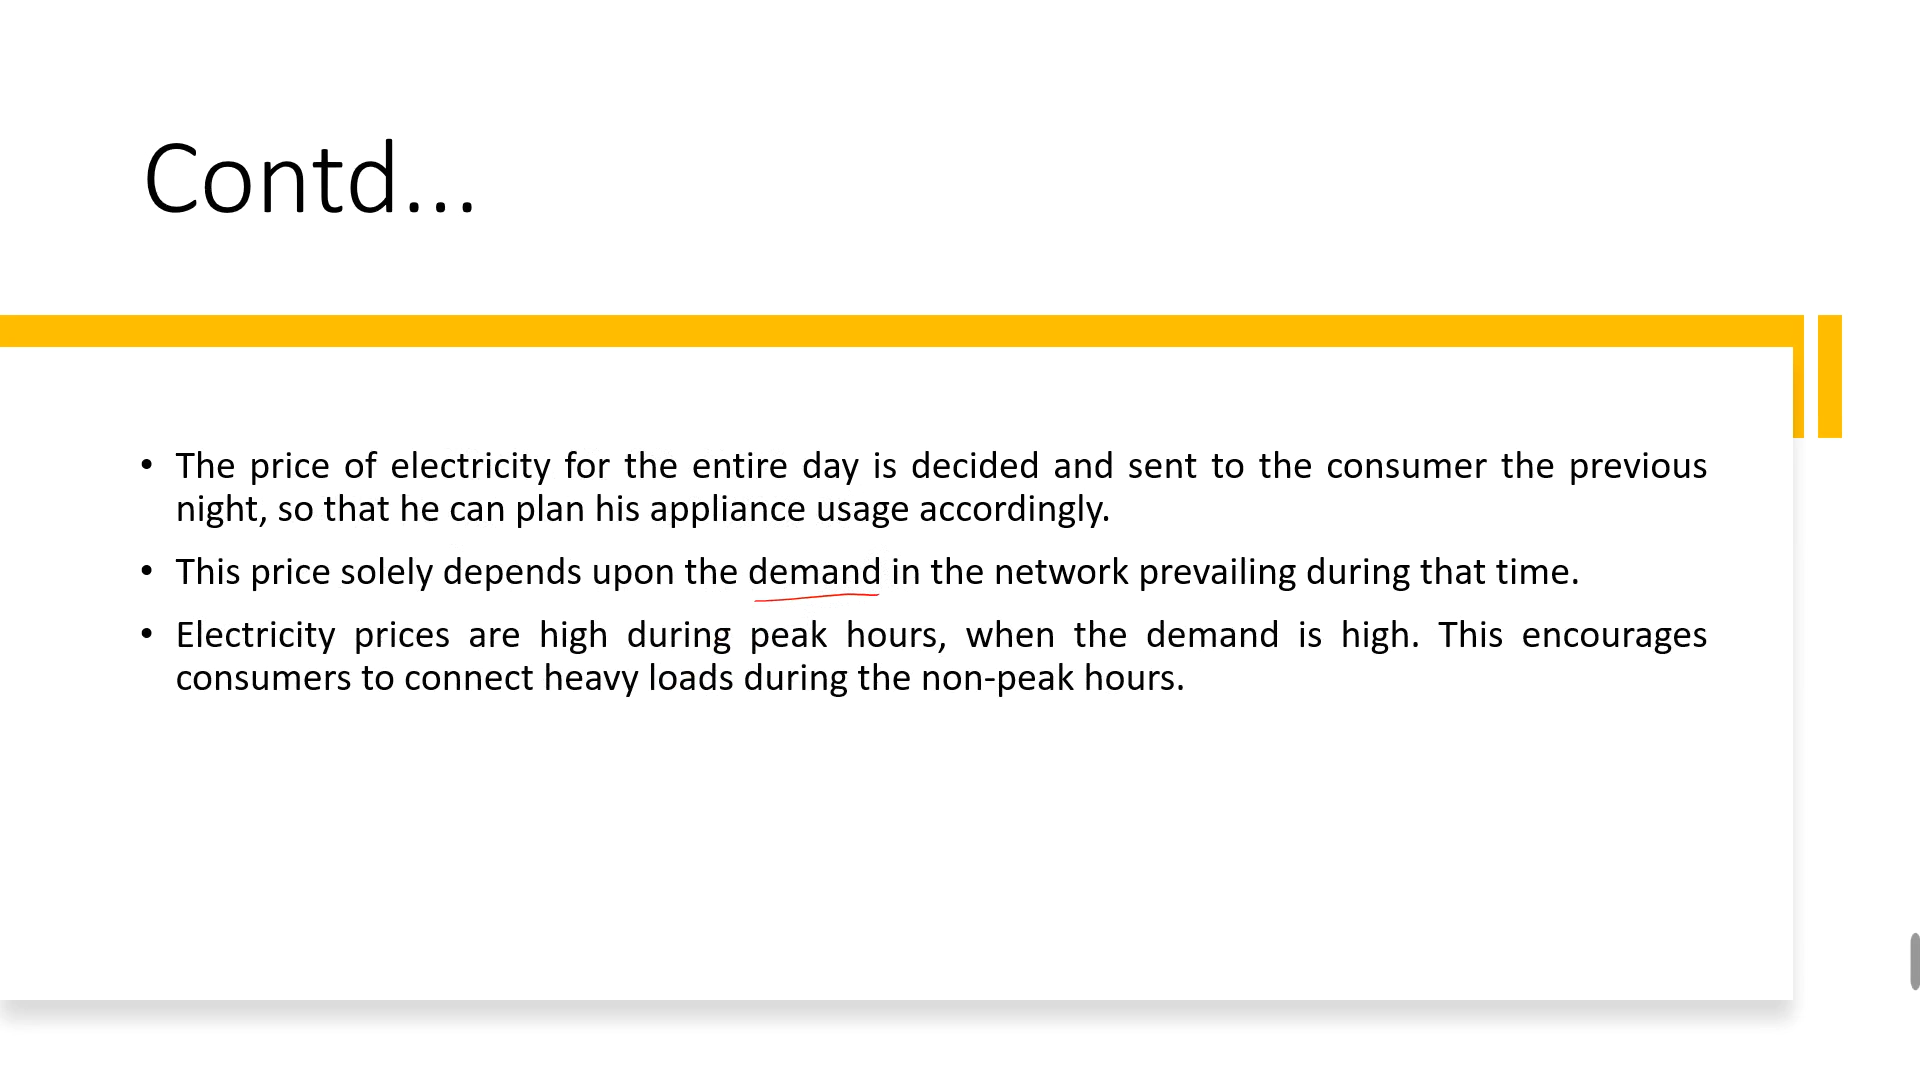 Contd...
• The price of electricity for the entire day is decided and sent to the consumer the previous
night, so that he can plan his appliance usage accordingly.
• This price solely depends upon the demand in the network prevailing during that time.
• Electricity prices are high during peak hours, when the demand is high. This encourages
consumers to connect heavy loads during the non-peak hours.